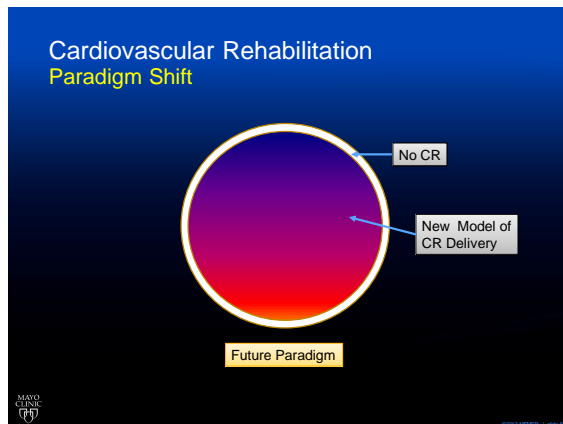 Cardiovascular Rehabilitation
Paradigm Shift
No CR
New Model of
CR Delivery
Future Paradigm
MAYO
CLINIC